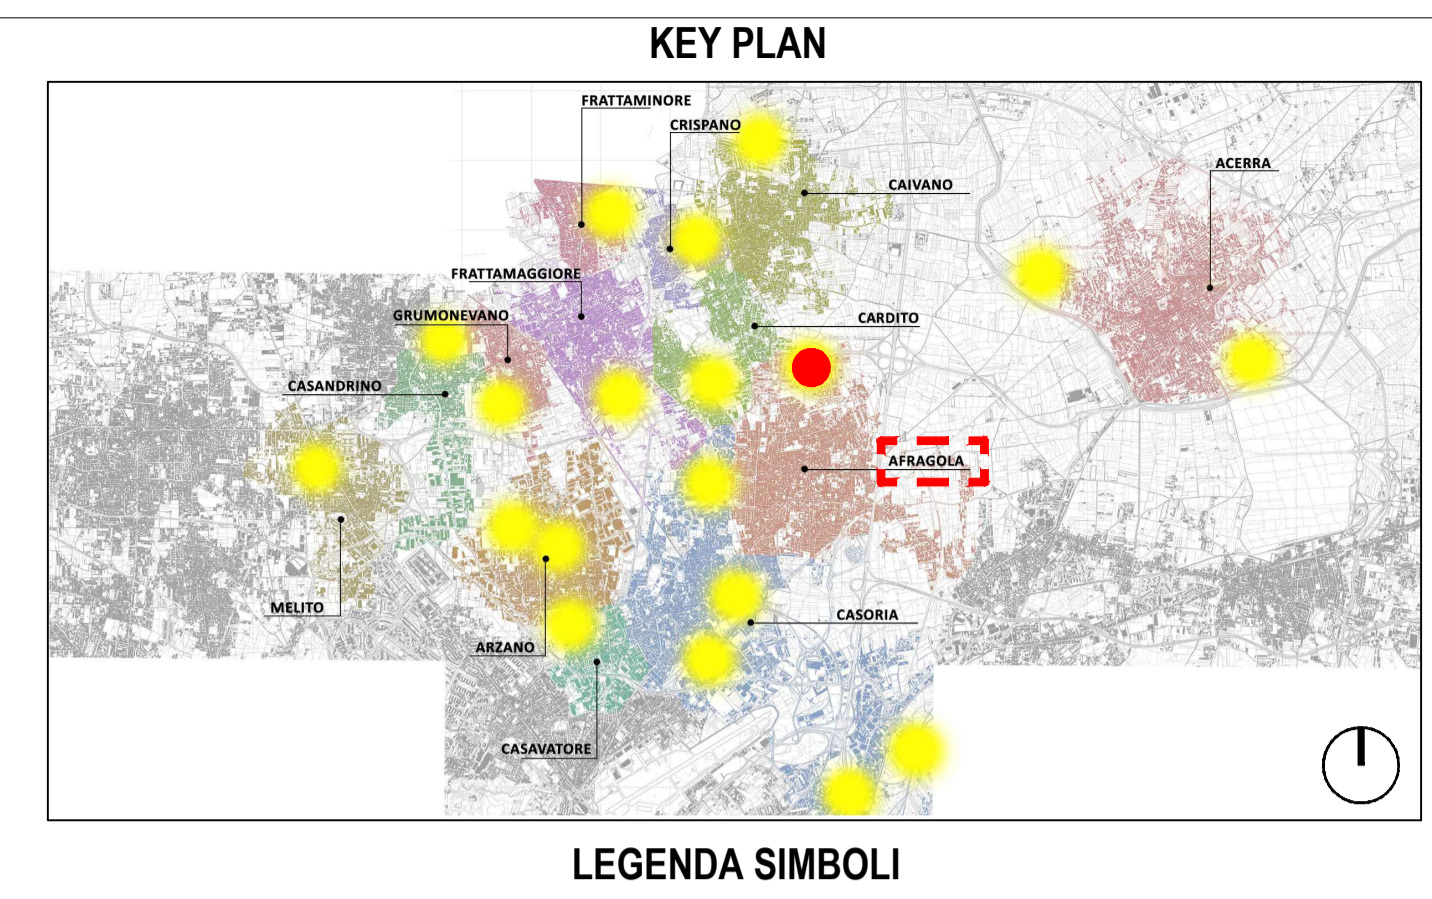 KEY PLAN
FRATTAMINORE
CRISPANO
ACERRA
CAIVANO
FRATTAMAGGIORE
GRUMONEVANO
CARDITO
CASANDRINO
AFRAGOLA
MELITO
CASORIA
ARZANO
CASAVATORE
LEGENDA SIMBOLI